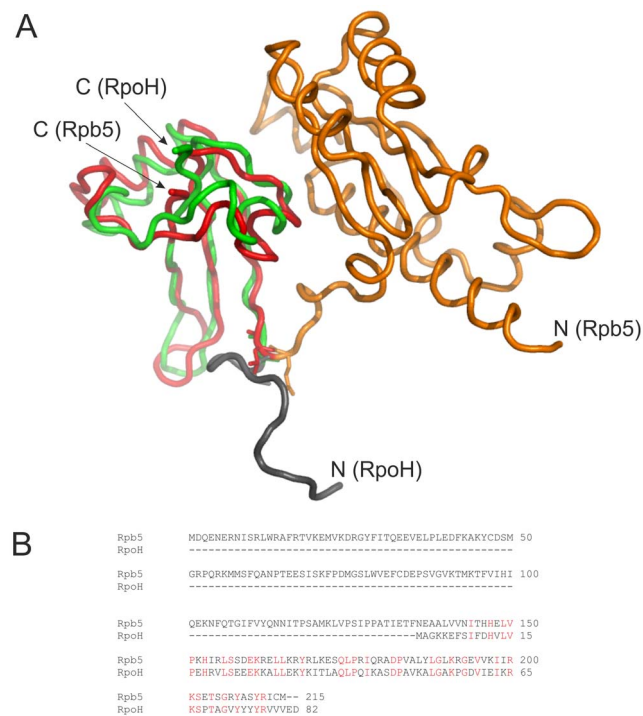 A
C (RpoH)
C (Rpb5)
N (Rpb5)
N (RpoH)
B
Rpb5 MDQENERNISRLWRAFRTVKEMVKDRGYFITQEEVELPLEDFKAKYCDSM 50
RpoH --------------------------------------------------
Rpb5 GRPQRKMMSFQANPTEESISKFPDMGSLWVEFCDEPSVGVKTMKTFVIHI 100
RpoH --------------------------------------------------
Rpb5 QEKNFQTGIFVYQNNITPSAMKLVPSIPPATIETFNEAALVVNITHHELV 150
RpoH -----------------------------------MAGKKEFSIFDHVLV 15
Rpb5 PKHIRLSSDEKRELLKRYRLKESQLPRIQRADPVALYLGLKRGEVVKIIR 200
RpoH PEHRVLSEEEKKALLEKYKITLAQLPQIKASDPAVKALGAKPGDVIEIKR 65
Rpb5 KSETSGRYASYRICM-- 215
RpoH KSPTAGVYYYYRVVVED 82